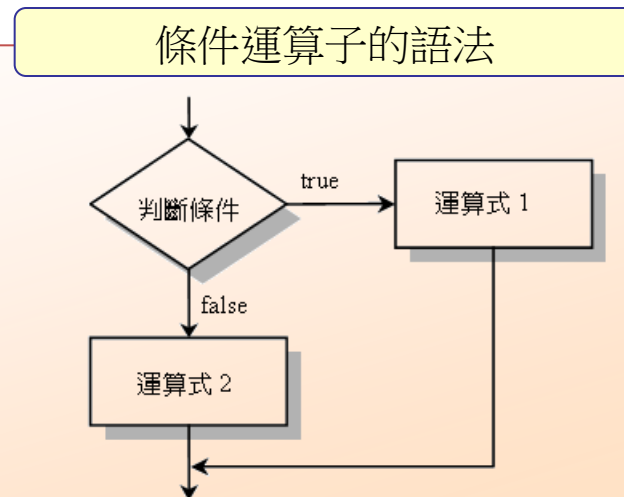 條件運算子的語法
true
判斷條件
運算式 1
false
運算式 2